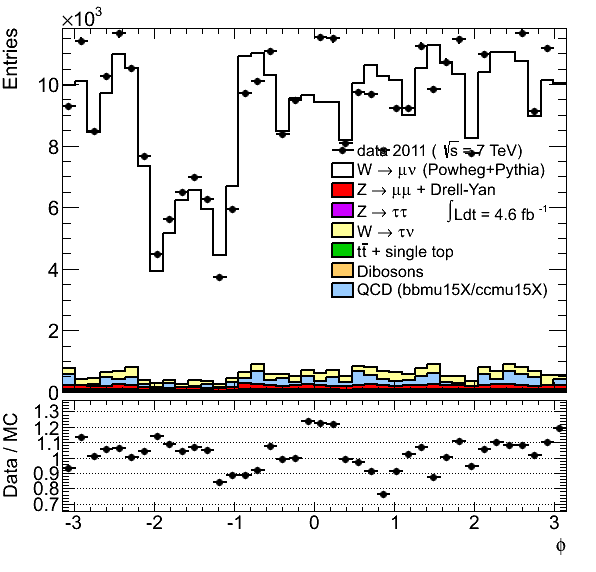 ×10³
Entries
10
8
6
4
2
0
data 2011 ( √s = 7 TeV)
W → μν (Powheg+Pythia)
Z → μμ + Drell-Yan
Z → ττ
∫Ldt = 4.6 fb⁻¹
W → τν
tt̅ + single top
Dibosons
QCD (bbmu15X/ccmu15X)
Data / MC
1.3
1.2
1.1
1
0.9
0.8
0.7
-3 -2 -1 0 1 2 3
ϕ